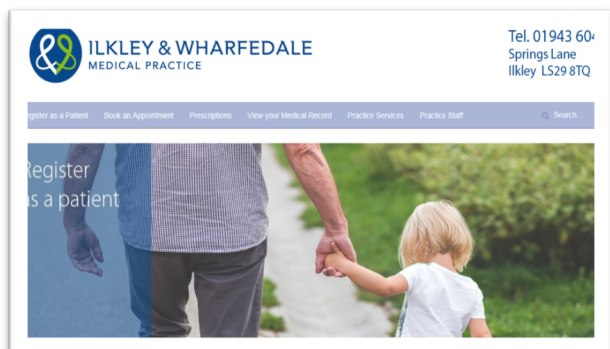 ILKLEY & WHARFEDALE
MEDICAL PRACTICE
Tel. 01943 604
Springs Lane
Ilkley LS29 8TQ
egister as a Patient Book an Appointment Prescriptions View your Medical Record Practice Services Practice Staff Search...
Register
as a patient